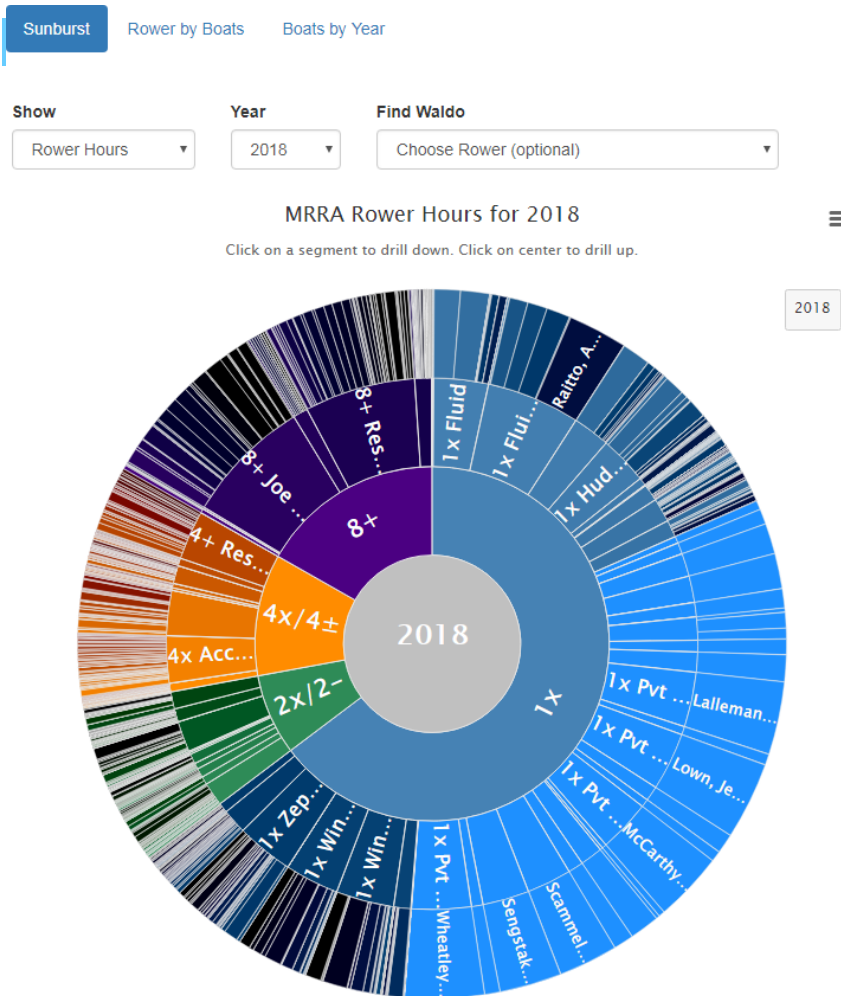 Sunburst Rower by Boats Boats by Year
Show Year Find Waldo
Rower Hours 2018 Choose Rower (optional)
MRRA Rower Hours for 2018
Click on a segment to drill down. Click on center to drill up.
2018
2018
1x
2x/2−
4x/4±
8+
1x Fluid
1x Flui...
1x Hud...
1x Pvt ...
1x Pvt ...
1x Pvt ...
1x Pvt ...
1x Win...
1x Win...
1x Zep...
4x Acc...
4+ Res...
8+ Joe ...
8+ Res...
Raitto, A...
Lalleman...
Lown, Je...
McCarthy...
Scammel...
Sengstak...
Wheatley...